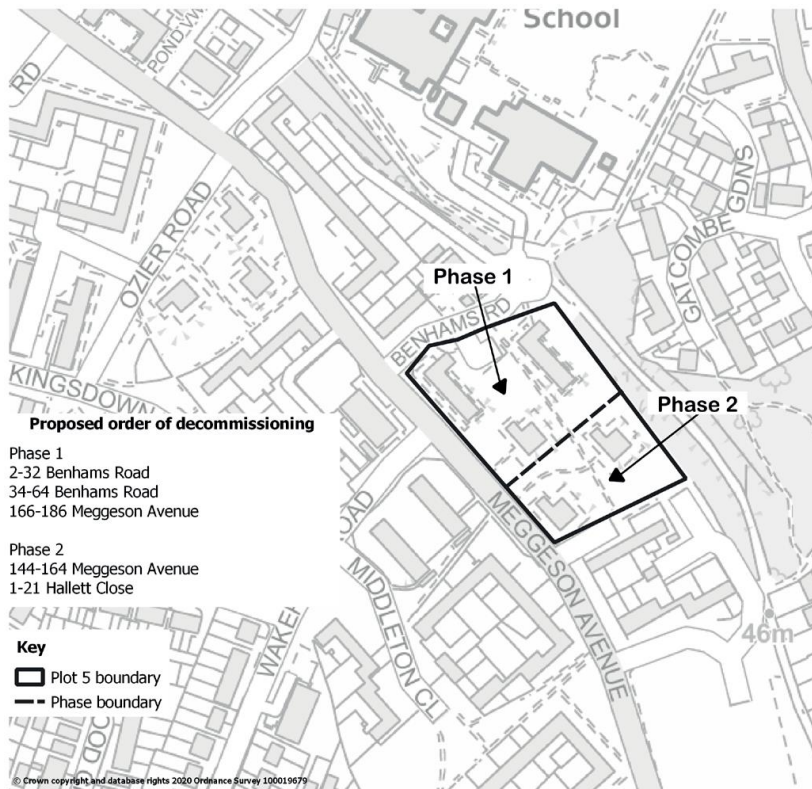 School
POND VW
RD
OZIER ROAD
GATCOMBE GDNS
Phase 1
BENHAMS RD
KINGSDOWN
Phase 2
Proposed order of decommissioning
Phase 1
2-32 Benhams Road
34-64 Benhams Road
166-186 Meggeson Avenue
Phase 2
144-164 Meggeson Avenue
1-21 Hallett Close
OAD
MEGGESON AVENUE
MIDDLETON CL
WAKEF
46m
Key
Plot 5 boundary
Phase boundary
© Crown copyright and database rights 2020 Ordnance Survey 100019679